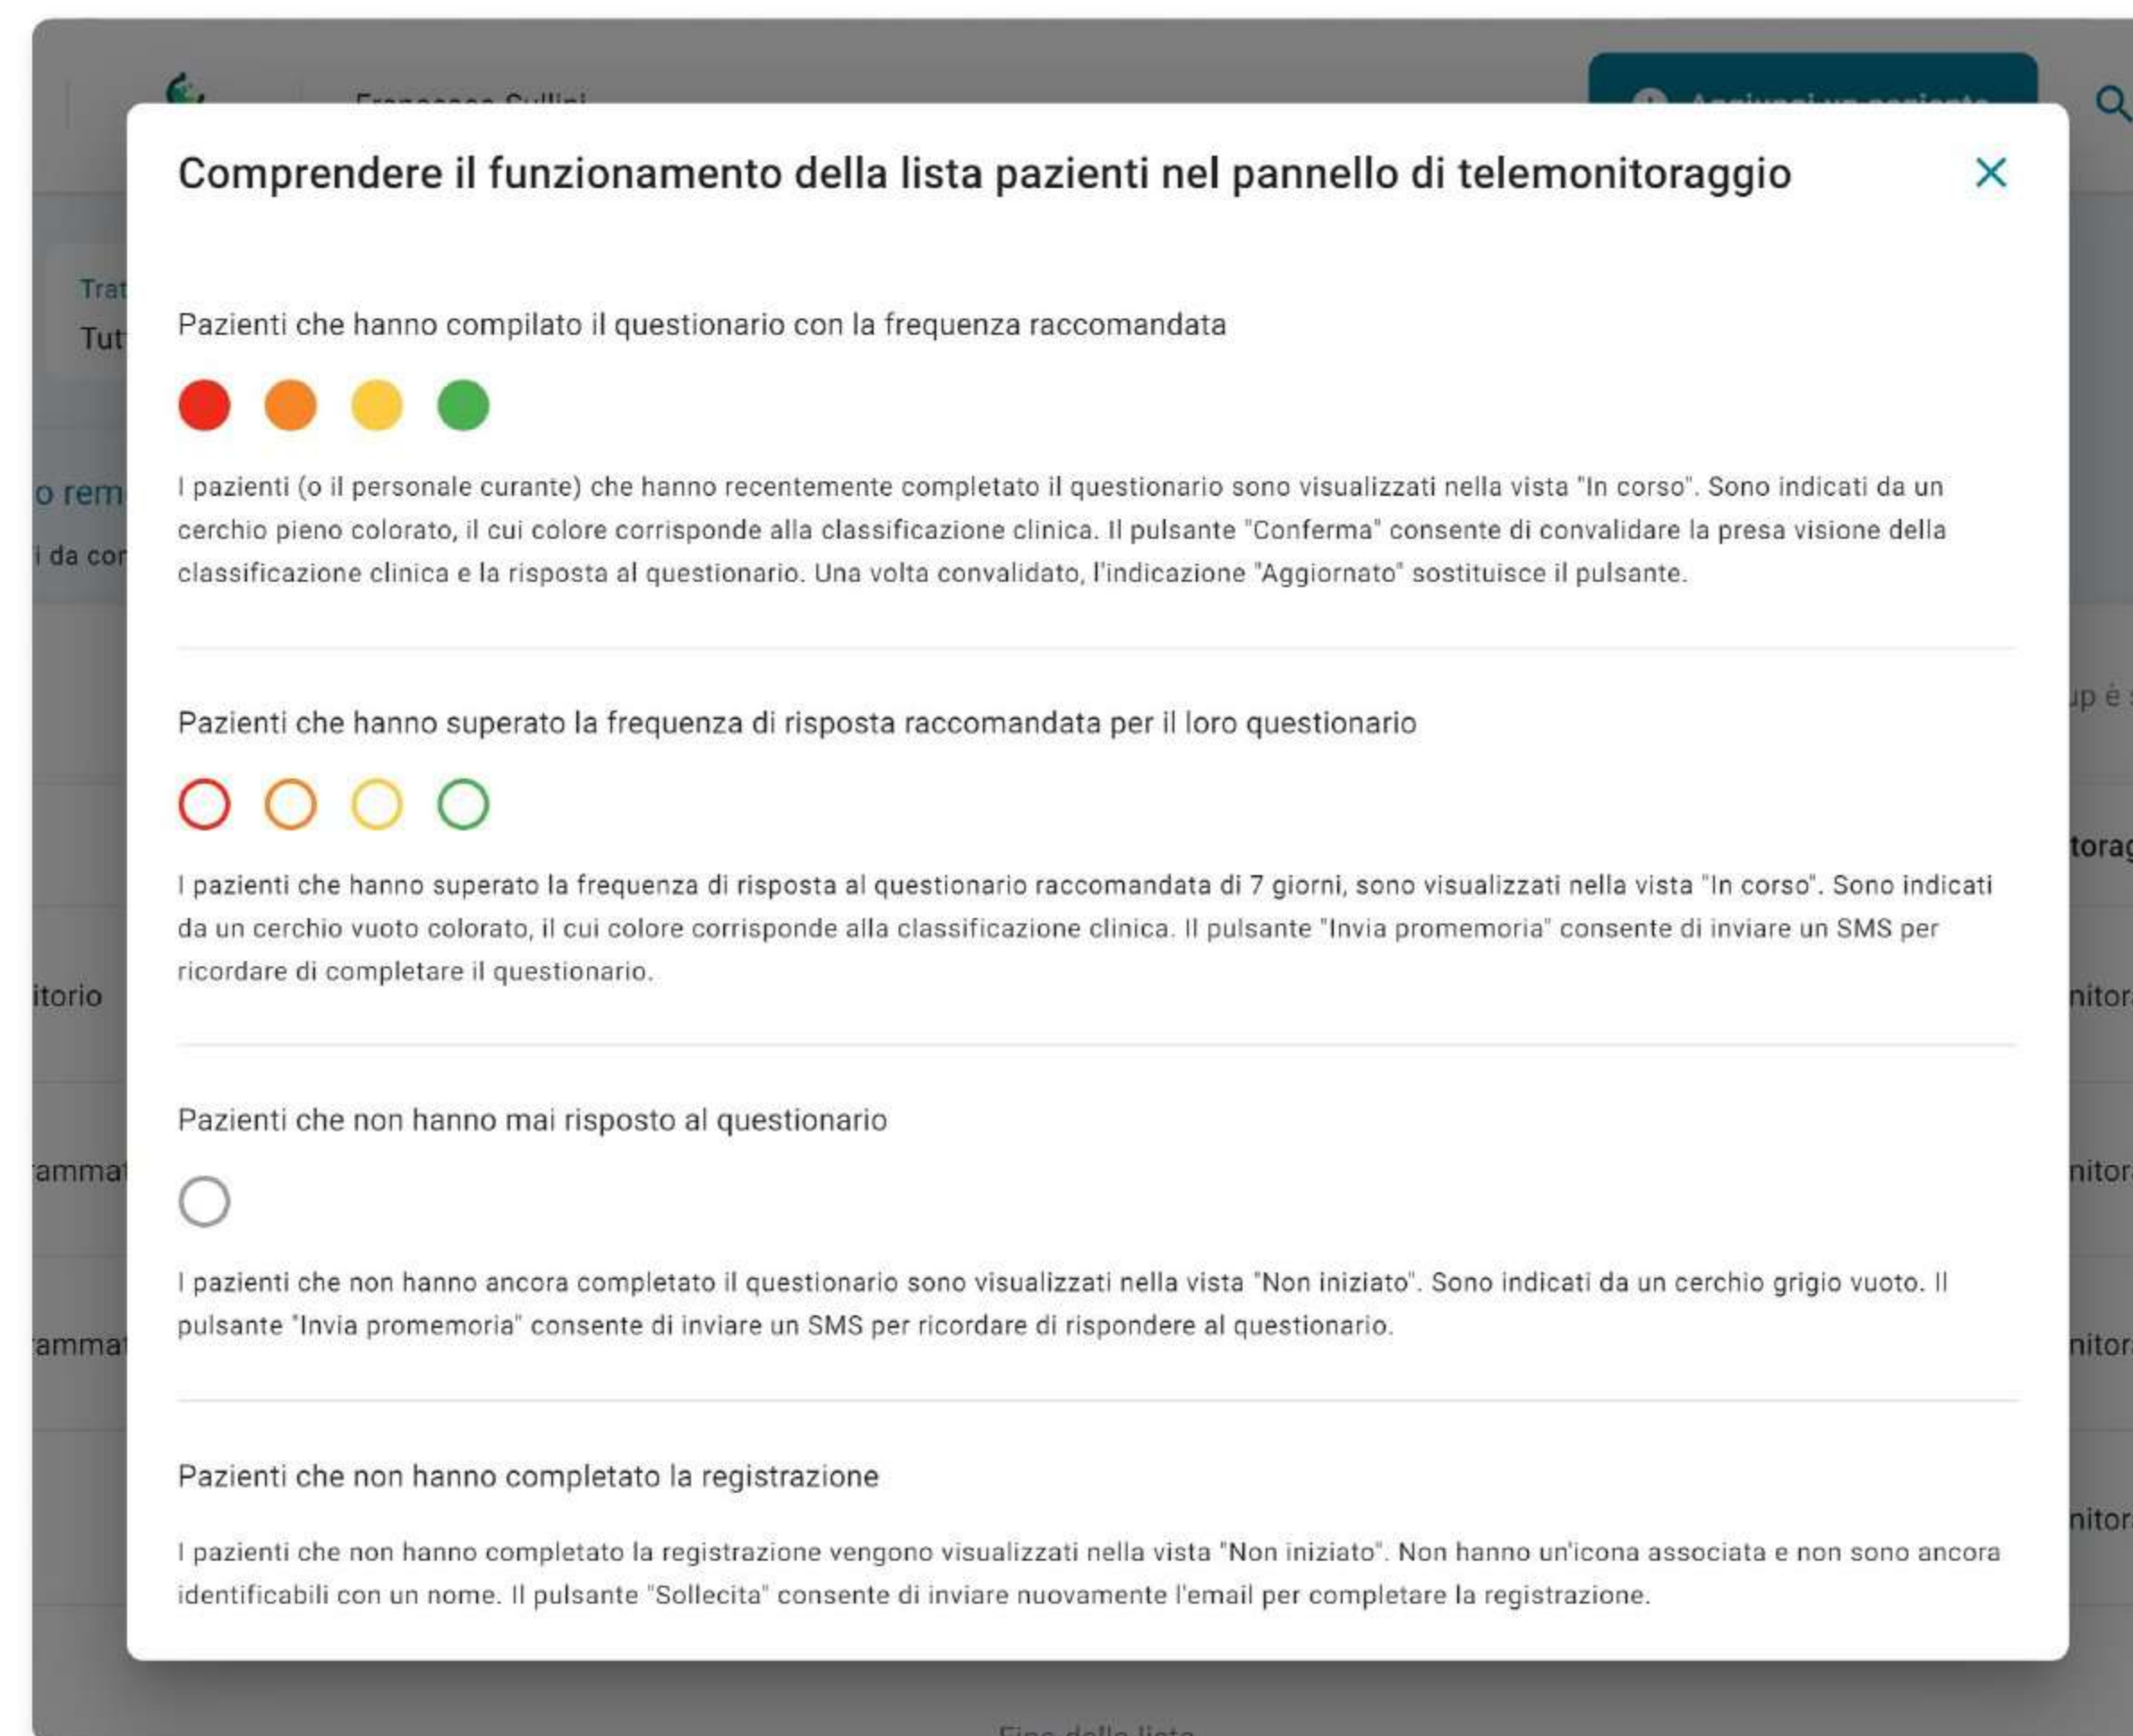 Comprendere il funzionamento della lista pazienti nel pannello di telemonitoraggio
Pazienti che hanno compilato il questionario con la frequenza raccomandata
I pazienti (o il personale curante) che hanno recentemente completato il questionario sono visualizzati nella vista "In corso". Sono indicati da un
cerchio pieno colorato, il cui colore corrisponde alla classificazione clinica. Il pulsante "Conferma" consente di convalidare la presa visione della
classificazione clinica e la risposta al questionario. Una volta convalidato, l'indicazione "Aggiornato" sostituisce il pulsante.
Pazienti che hanno superato la frequenza di risposta raccomandata per il loro questionario
I pazienti che hanno superato la frequenza di risposta al questionario raccomandata di 7 giorni, sono visualizzati nella vista "In corso". Sono indicati
da un cerchio vuoto colorato, il cui colore corrisponde alla classificazione clinica. Il pulsante "Invia promemoria" consente di inviare un SMS per
ricordare di completare il questionario.
Pazienti che non hanno mai risposto al questionario
I pazienti che non hanno ancora completato il questionario sono visualizzati nella vista "Non iniziato". Sono indicati da un cerchio grigio vuoto. Il
pulsante "Invia promemoria" consente di inviare un SMS per ricordare di rispondere al questionario.
Pazienti che non hanno completato la registrazione
I pazienti che non hanno completato la registrazione vengono visualizzati nella vista "Non iniziato". Non hanno un'icona associata e non sono ancora
identificabili con un nome. Il pulsante "Sollecita" consente di inviare nuovamente l'email per completare la registrazione.